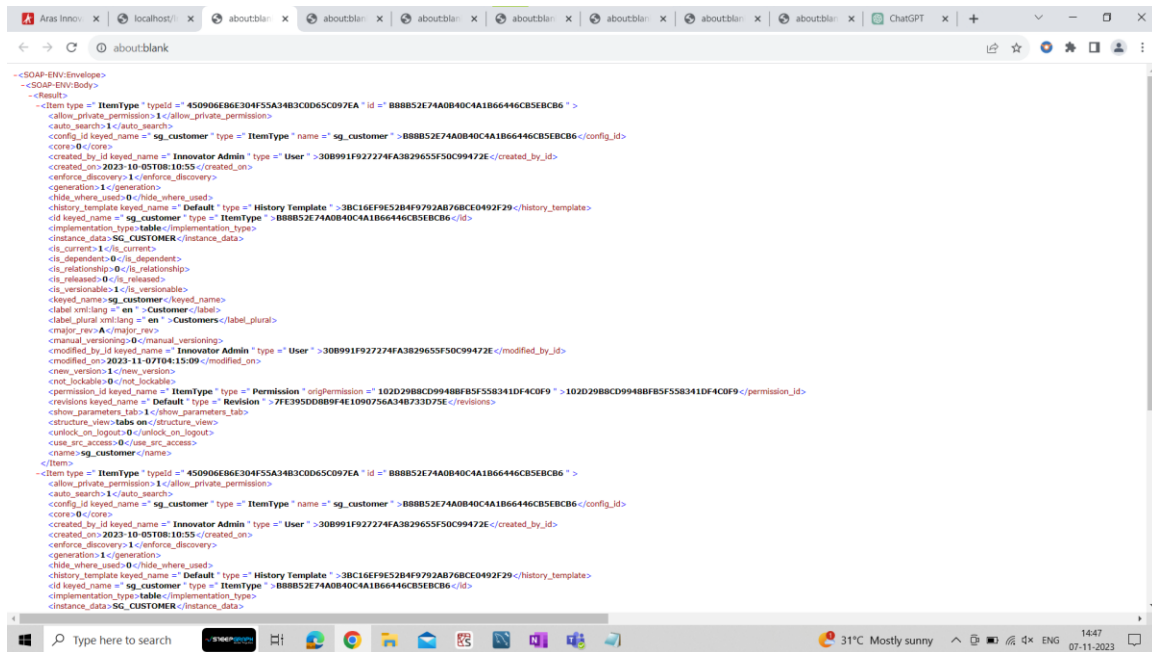 Aras Innov
localhost/I
about:blan
about:blan
about:blan
about:blan
about:blan
about:blan
about:blan
ChatGPT
about:blank
-<SOAP-ENV:Envelope>
-<SOAP-ENV:Body>
-<Result>
-<Item type =" ItemType " typeId =" 450906E86E304F55A34B3C0D65C097EA " id =" B88B52E74A0B40C4A1B66446CB5EBCB6 " >
<allow_private_permission>1</allow_private_permission>
<auto_search>1</auto_search>
<config_id keyed_name =" sg_customer " type =" ItemType " name =" sg_customer " >B88B52E74A0B40C4A1B66446CB5EBCB6</config_id>
<core>0</core>
<created_by_id keyed_name =" Innovator Admin " type =" User " >30B991F927274FA3829655F50C99472E</created_by_id>
<created_on>2023-10-05T08:10:55</created_on>
<enforce_discovery>1</enforce_discovery>
<generation>1</generation>
<hide_where_used>0</hide_where_used>
<history_template keyed_name =" Default " type =" History Template " >3BC16EF9E52B4F9792AB76BCE0492F29</history_template>
<id keyed_name =" sg_customer " type =" ItemType " >B88B52E74A0B40C4A1B66446CB5EBCB6</id>
<implementation_type>table</implementation_type>
<instance_data>SG_CUSTOMER</instance_data>
<is_current>1</is_current>
<is_dependent>0</is_dependent>
<is_relationship>0</is_relationship>
<is_released>0</is_released>
<is_versionable>1</is_versionable>
<keyed_name>sg_customer</keyed_name>
<label xml:lang =" en " >Customer</label>
<label_plural xml:lang =" en " >Customers</label_plural>
<major_rev>A</major_rev>
<manual_versioning>0</manual_versioning>
<modified_by_id keyed_name =" Innovator Admin " type =" User " >30B991F927274FA3829655F50C99472E</modified_by_id>
<modified_on>2023-11-07T04:15:09</modified_on>
<new_version>1</new_version>
<not_lockable>0</not_lockable>
<permission_id keyed_name =" ItemType " type =" Permission " origPermission =" 102D29B8CD9948BFB5F558341DF4C0F9 " >102D29B8CD9948BFB5F558341DF4C0F9</permission_id>
<revisions keyed_name =" Default " type =" Revision " >7FE395DD8B9F4E1090756A34B733D75E</revisions>
<show_parameters_tab>1</show_parameters_tab>
<structure_view>tabs on</structure_view>
<unlock_on_logout>0</unlock_on_logout>
<use_src_access>0</use_src_access>
<name>sg_customer</name>
</Item>
-<Item type =" ItemType " typeId =" 450906E86E304F55A34B3C0D65C097EA " id =" B88B52E74A0B40C4A1B66446CB5EBCB6 " >
<allow_private_permission>1</allow_private_permission>
<auto_search>1</auto_search>
<config_id keyed_name =" sg_customer " type =" ItemType " name =" sg_customer " >B88B52E74A0B40C4A1B66446CB5EBCB6</config_id>
<core>0</core>
<created_by_id keyed_name =" Innovator Admin " type =" User " >30B991F927274FA3829655F50C99472E</created_by_id>
<created_on>2023-10-05T08:10:55</created_on>
<enforce_discovery>1</enforce_discovery>
<generation>1</generation>
<hide_where_used>0</hide_where_used>
<history_template keyed_name =" Default " type =" History Template " >3BC16EF9E52B4F9792AB76BCE0492F29</history_template>
<id keyed_name =" sg_customer " type =" ItemType " >B88B52E74A0B40C4A1B66446CB5EBCB6</id>
<implementation_type>table</implementation_type>
<instance_data>SG_CUSTOMER</instance_data>
Type here to search
31°C Mostly sunny
ENG
14:47
07-11-2023